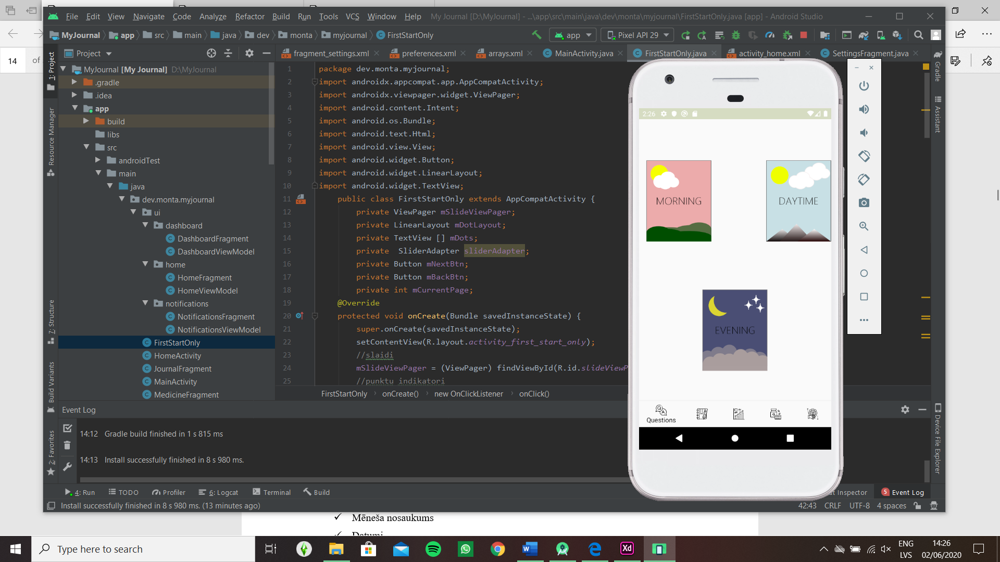 File Edit View Navigate Code Analyze Refactor Build Run Tools VCS Window Help My Journal [D:\MyJournal] - ...\app\src\main\java\dev\monta\myjournal\FirstStartOnly.java [app] - Android Studio
MyJournal app src main java dev monta myjournal FirstStartOnly
app Pixel API 29
14 of
Project
fragment_settings.xml preferences.xml arrays.xml MainActivity.java FirstStartOnly.java activity_home.xml SettingsFragment.java
1: Project
Resource Manager
7: Structure
Build Variants
2: Favorites
MyJournal [My Journal] D:\MyJournal
.gradle
.idea
app
build
libs
src
androidTest
main
java
dev.monta.myjournal
ui
dashboard
DashboardFragment
DashboardViewModel
home
HomeFragment
HomeViewModel
notifications
NotificationsFragment
NotificationsViewModel
FirstStartOnly
HomeActivity
JournalFragment
MainActivity
MedicineFragment
1 package dev.monta.myjournal;
2 import androidx.appcompat.app.AppCompatActivity;
3 import androidx.viewpager.widget.ViewPager;
4 import android.content.Intent;
5 import android.os.Bundle;
6 import android.text.Html;
7 import android.view.View;
8 import android.widget.Button;
9 import android.widget.LinearLayout;
10 import android.widget.TextView;
11 public class FirstStartOnly extends AppCompatActivity {
12 private ViewPager mSlideViewPager;
13 private LinearLayout mDotLayout;
14 private TextView [] mDots;
15 private  SliderAdapter sliderAdapter;
16 private Button mNextBtn;
17 private Button mBackBtn;
18 private int mCurrentPage;
19 @Override
20 protected void onCreate(Bundle savedInstanceState) {
21 super.onCreate(savedInstanceState);
22 setContentView(R.layout.activity_first_start_only);
23 //slaidi
24 mSlideViewPager = (ViewPager) findViewById(R.id.slideViewP
25 //punktu indikatori
FirstStartOnly onCreate() new OnClickListener onClick()
2:26
MORNING
DAYTIME
EVENING
Questions
Gradle
Assistant
Device File Explorer
Event Log
14:12 Gradle build finished in 1 s 815 ms
14:13 Install successfully finished in 8 s 980 ms.
4: Run TODO Profiler 6: Logcat Terminal Build Inspector 5 Event Log
Install successfully finished in 8 s 980 ms. (13 minutes ago) 42:43 CRLF UTF-8 4 spaces
✓ Mēneša nosaukums
✓ Datumi
Type here to search
ENG
LVS
14:26
02/06/2020